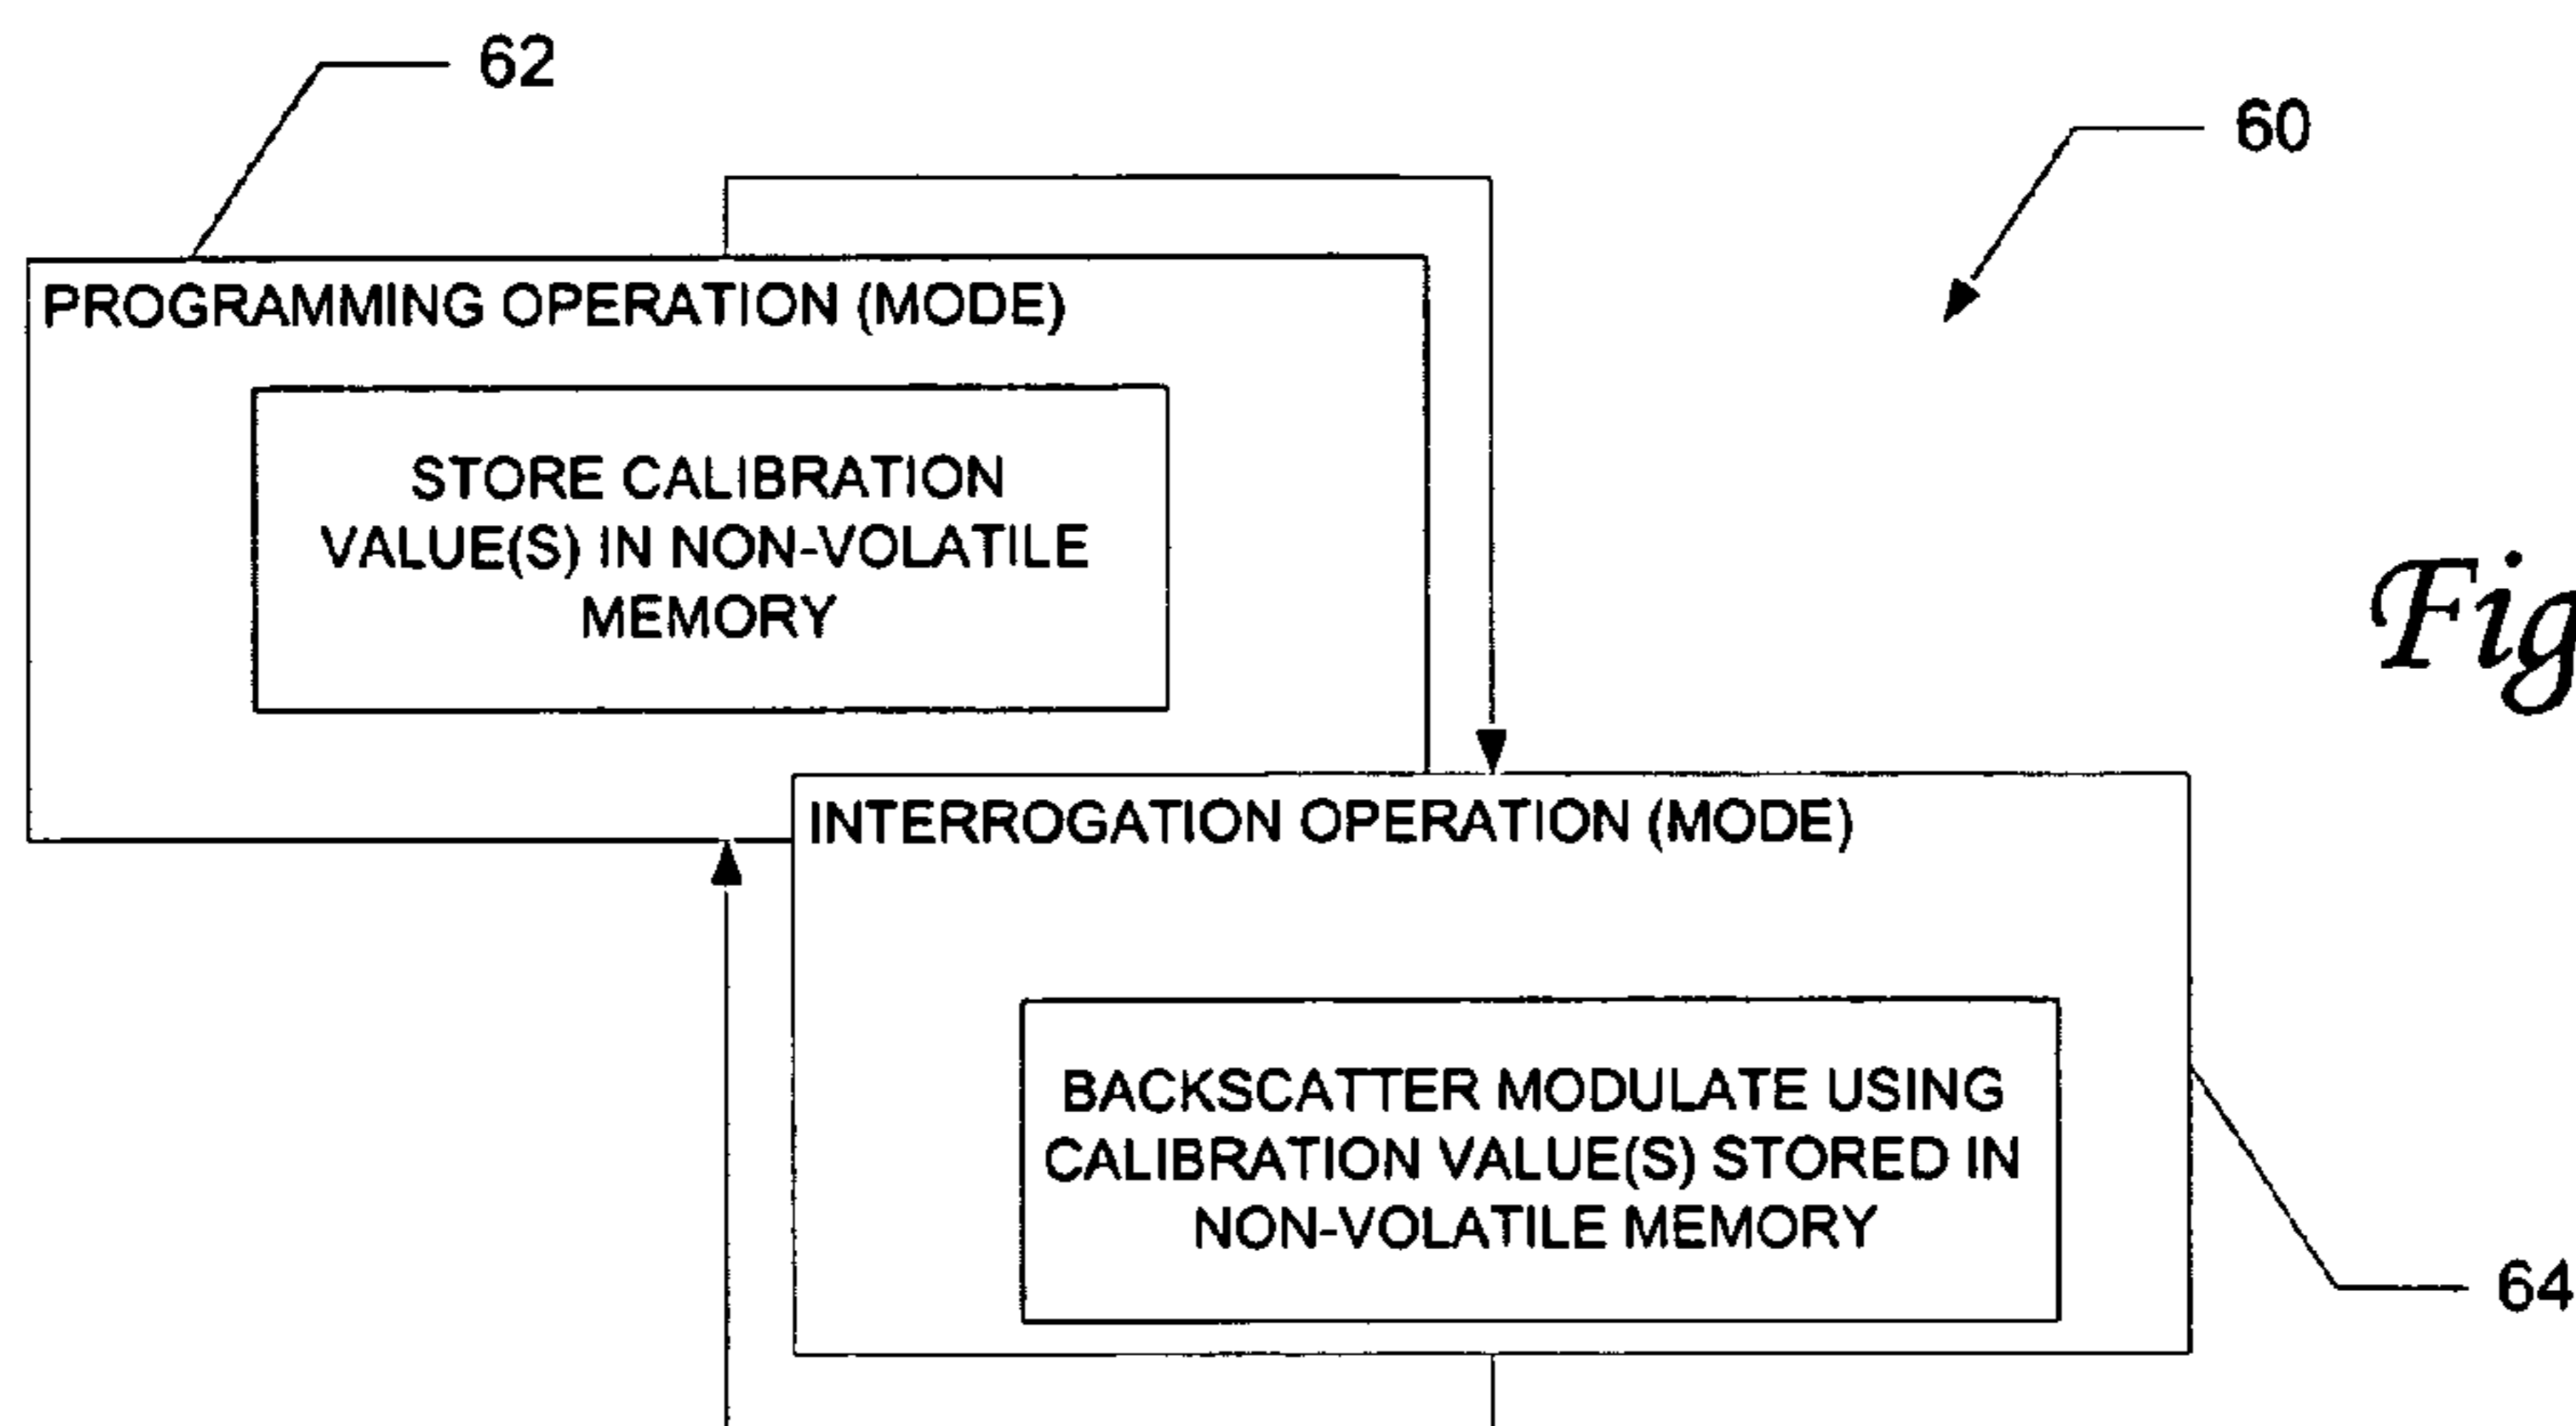 62
60
PROGRAMMING OPERATION (MODE)
STORE CALIBRATION
VALUE(S) IN NON-VOLATILE
MEMORY
Fig
INTERROGATION OPERATION (MODE)
BACKSCATTER MODULATE USING
CALIBRATION VALUE(S) STORED IN
NON-VOLATILE MEMORY
64